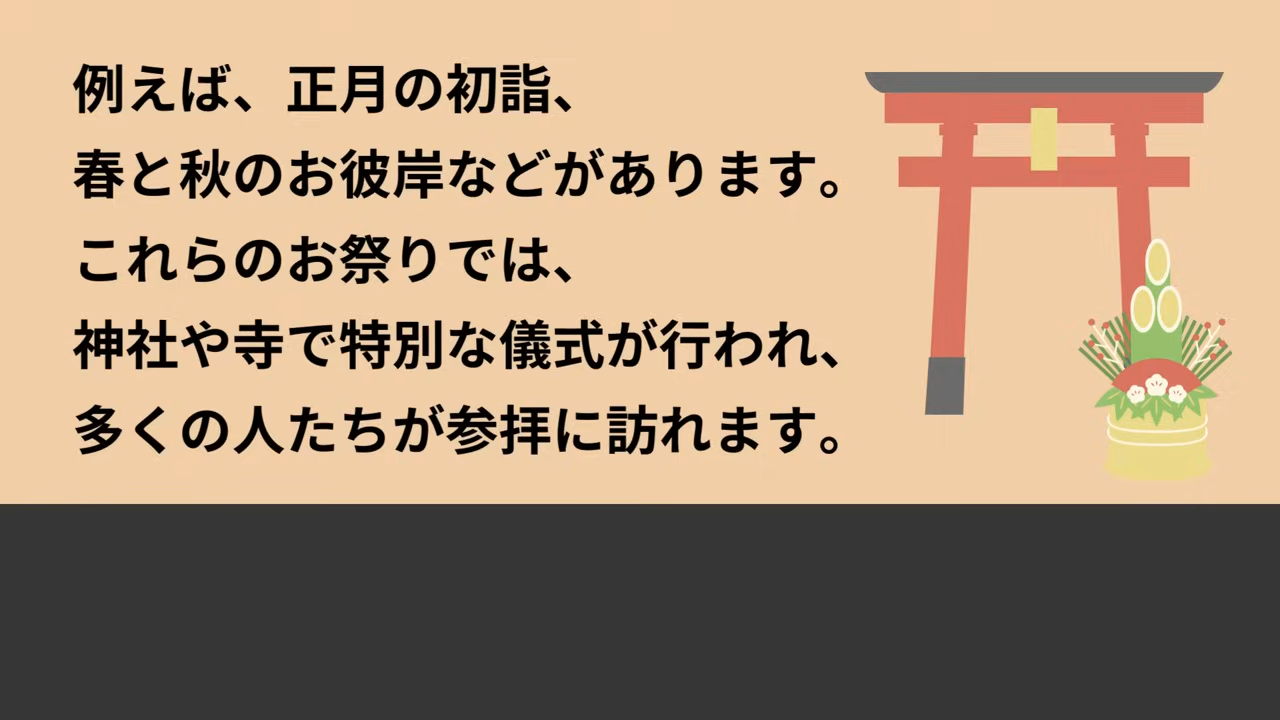 例えば、正月の初詣、
春と秋のお彼岸などがあります。
これらのお祭りでは、
神社や寺で特別な儀式が行われ、
多くの人たちが参拝に訪れます。